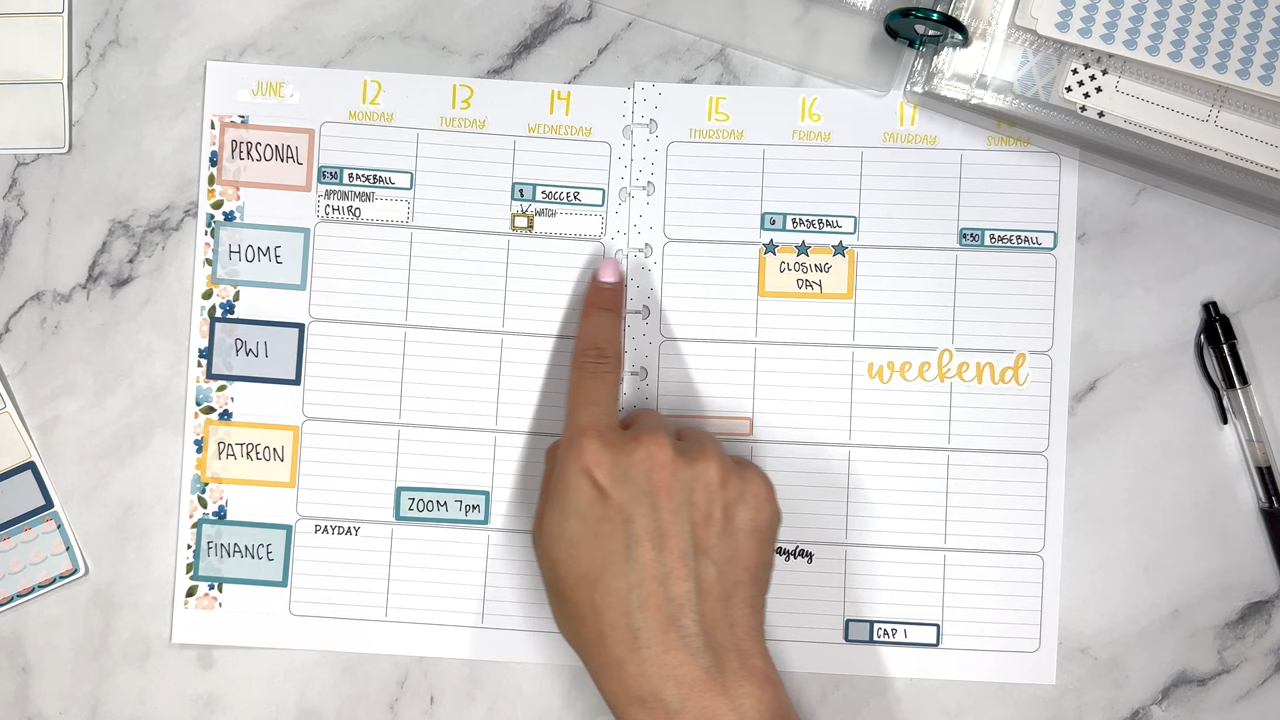 JUNE
12
MONDAY
13
TUESDAY
14
WEDNESDAY
15
THURSDAY
16
FRIDAY
17
SATURDAY
SUNDAY
PERSONAL
5:30 BASEBALL
APPOINTMENT
CHIRO
8 SOCCER
WATCH
6 BASEBALL
9:30 BASEBALL
HOME
CLOSING
DAY
PWI
weekend
PATREON
ZOOM 7pm
FINANCE
PAYDAY
ayday
CAP 1